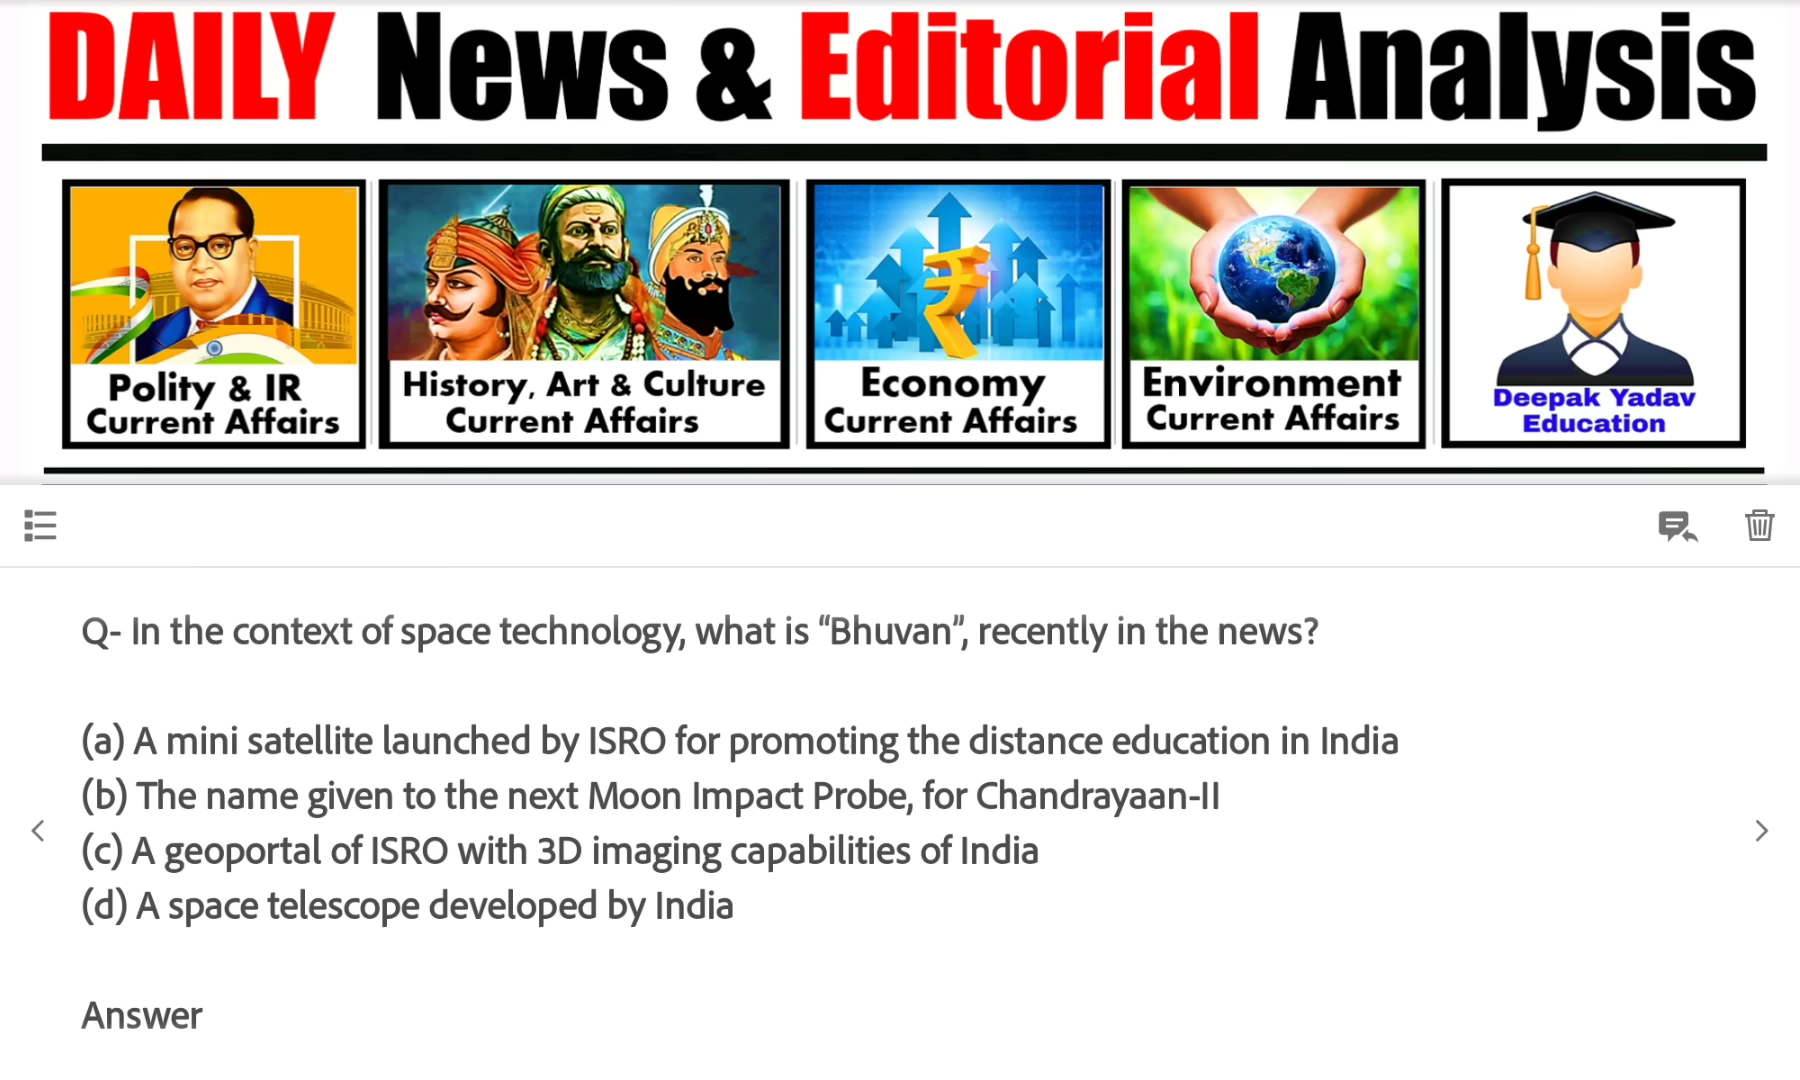 DAILY News & Editorial Analysis
Polity & IR
Current Affairs
History, Art & Culture
Current Affairs
Economy
Current Affairs
Environment
Current Affairs
Deepak Yadav
Education
Q- In the context of space technology, what is “Bhuvan”, recently in the news?
(a) A mini satellite launched by ISRO for promoting the distance education in India
(b) The name given to the next Moon Impact Probe, for Chandrayaan-II
(c) A geoportal of ISRO with 3D imaging capabilities of India
(d) A space telescope developed by India
Answer